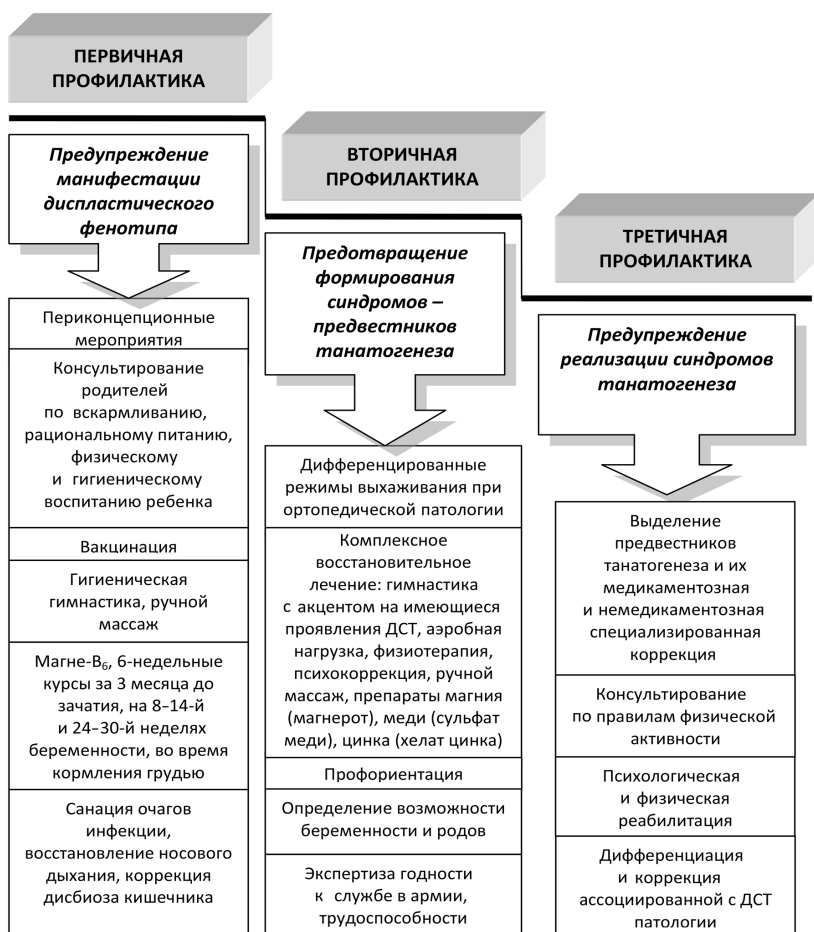 ПЕРВИЧНАЯ
ПРОФИЛАКТИКА
Предупреждение
манифестации
диспластического
фенотипа
Периконцепционные
мероприятия
Консультирование
родителей
по вскармливанию,
рациональному питанию,
физическому
и гигиеническому
воспитанию ребенка
Вакцинация
Гигиеническая
гимнастика, ручной
массаж
Магне-В₆, 6-недельные
курсы за 3 месяца до
зачатия, на 8–14-й
и 24–30-й неделях
беременности, во время
кормления грудью
Санация очагов
инфекции,
восстановление носового
дыхания, коррекция
дисбиоза кишечника
ВТОРИЧНАЯ
ПРОФИЛАКТИКА
Предотвращение
формирования
синдромов –
предвестников
танатогенеза
Дифференцированные
режимы выхаживания при
ортопедической патологии
Комплексное
восстановительное
лечение: гимнастика
с акцентом на имеющиеся
проявления ДСТ, аэробная
нагрузка, физиотерапия,
психокоррекция, ручной
массаж, препараты магния
(магнерот), меди (сульфат
меди), цинка (хелат цинка)
Профориентация
Определение возможности
беременности и родов
Экспертиза годности
к службе в армии,
трудоспособности
ТРЕТИЧНАЯ
ПРОФИЛАКТИКА
Предупреждение
реализации синдромов
танатогенеза
Выделение
предвестников
танатогенеза и их
медикаментозная
и немедикаментозная
специализированная
коррекция
Консультирование
по правилам физической
активности
Психологическая
и физическая
реабилитация
Дифференциация
и коррекция
ассоциированной с ДСТ
патологии